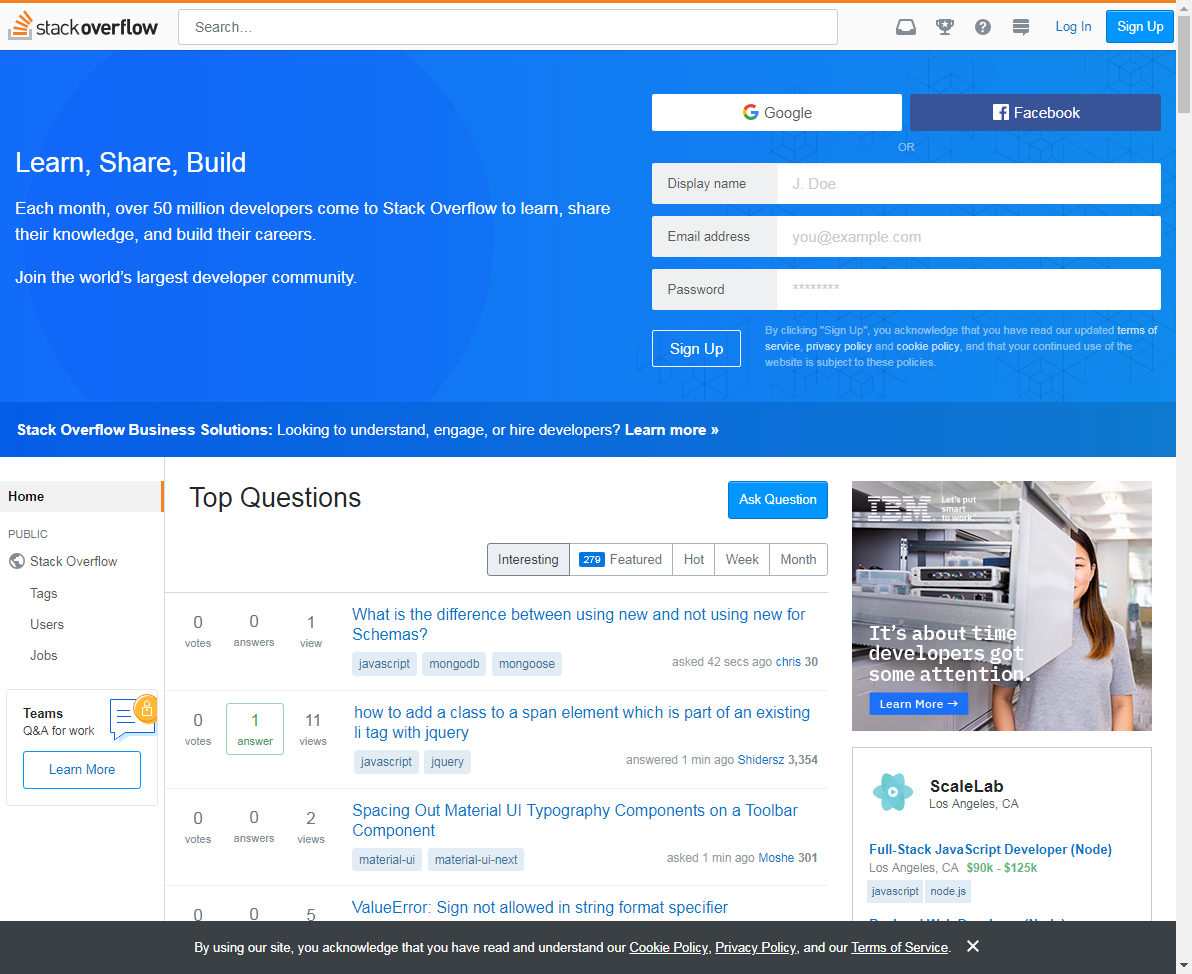 stackoverflow
Search…
Log In
Sign Up
Google
Facebook
OR
Learn, Share, Build
Each month, over 50 million developers come to Stack Overflow to learn, share
their knowledge, and build their careers.
Join the world’s largest developer community.
Display name
J. Doe
Email address
you@example.com
Password
********
Sign Up
By clicking "Sign Up", you acknowledge that you have read our updated terms of
service, privacy policy and cookie policy, and that your continued use of the
website is subject to these policies.
Stack Overflow Business Solutions: Looking to understand, engage, or hire developers? Learn more »
Home
PUBLIC
Stack Overflow
Tags
Users
Jobs
Teams
Q&A for work
Learn More
Top Questions
Ask Question
Interesting
279 Featured
Hot
Week
Month
0 votes
0 answers
1 view
What is the difference between using new and not using new for
Schemas?
javascript mongodb mongoose
asked 42 secs ago chris 30
0 votes
1 answer
11 views
how to add a class to a span element which is part of an existing
li tag with jquery
javascript jquery
answered 1 min ago Shidersz 3,354
0 votes
0 answers
2 views
Spacing Out Material UI Typography Components on a Toolbar
Component
material-ui material-ui-next
asked 1 min ago Moshe 301
0
0
5
ValueError: Sign not allowed in string format specifier
IBM
Let's put
smart
to work
It's about time
developers got
some attention.
Learn More →
ScaleLab
Los Angeles, CA
Full-Stack JavaScript Developer (Node)
Los Angeles, CA $90k - $125k
javascript node.js
By using our site, you acknowledge that you have read and understand our Cookie Policy, Privacy Policy, and our Terms of Service.